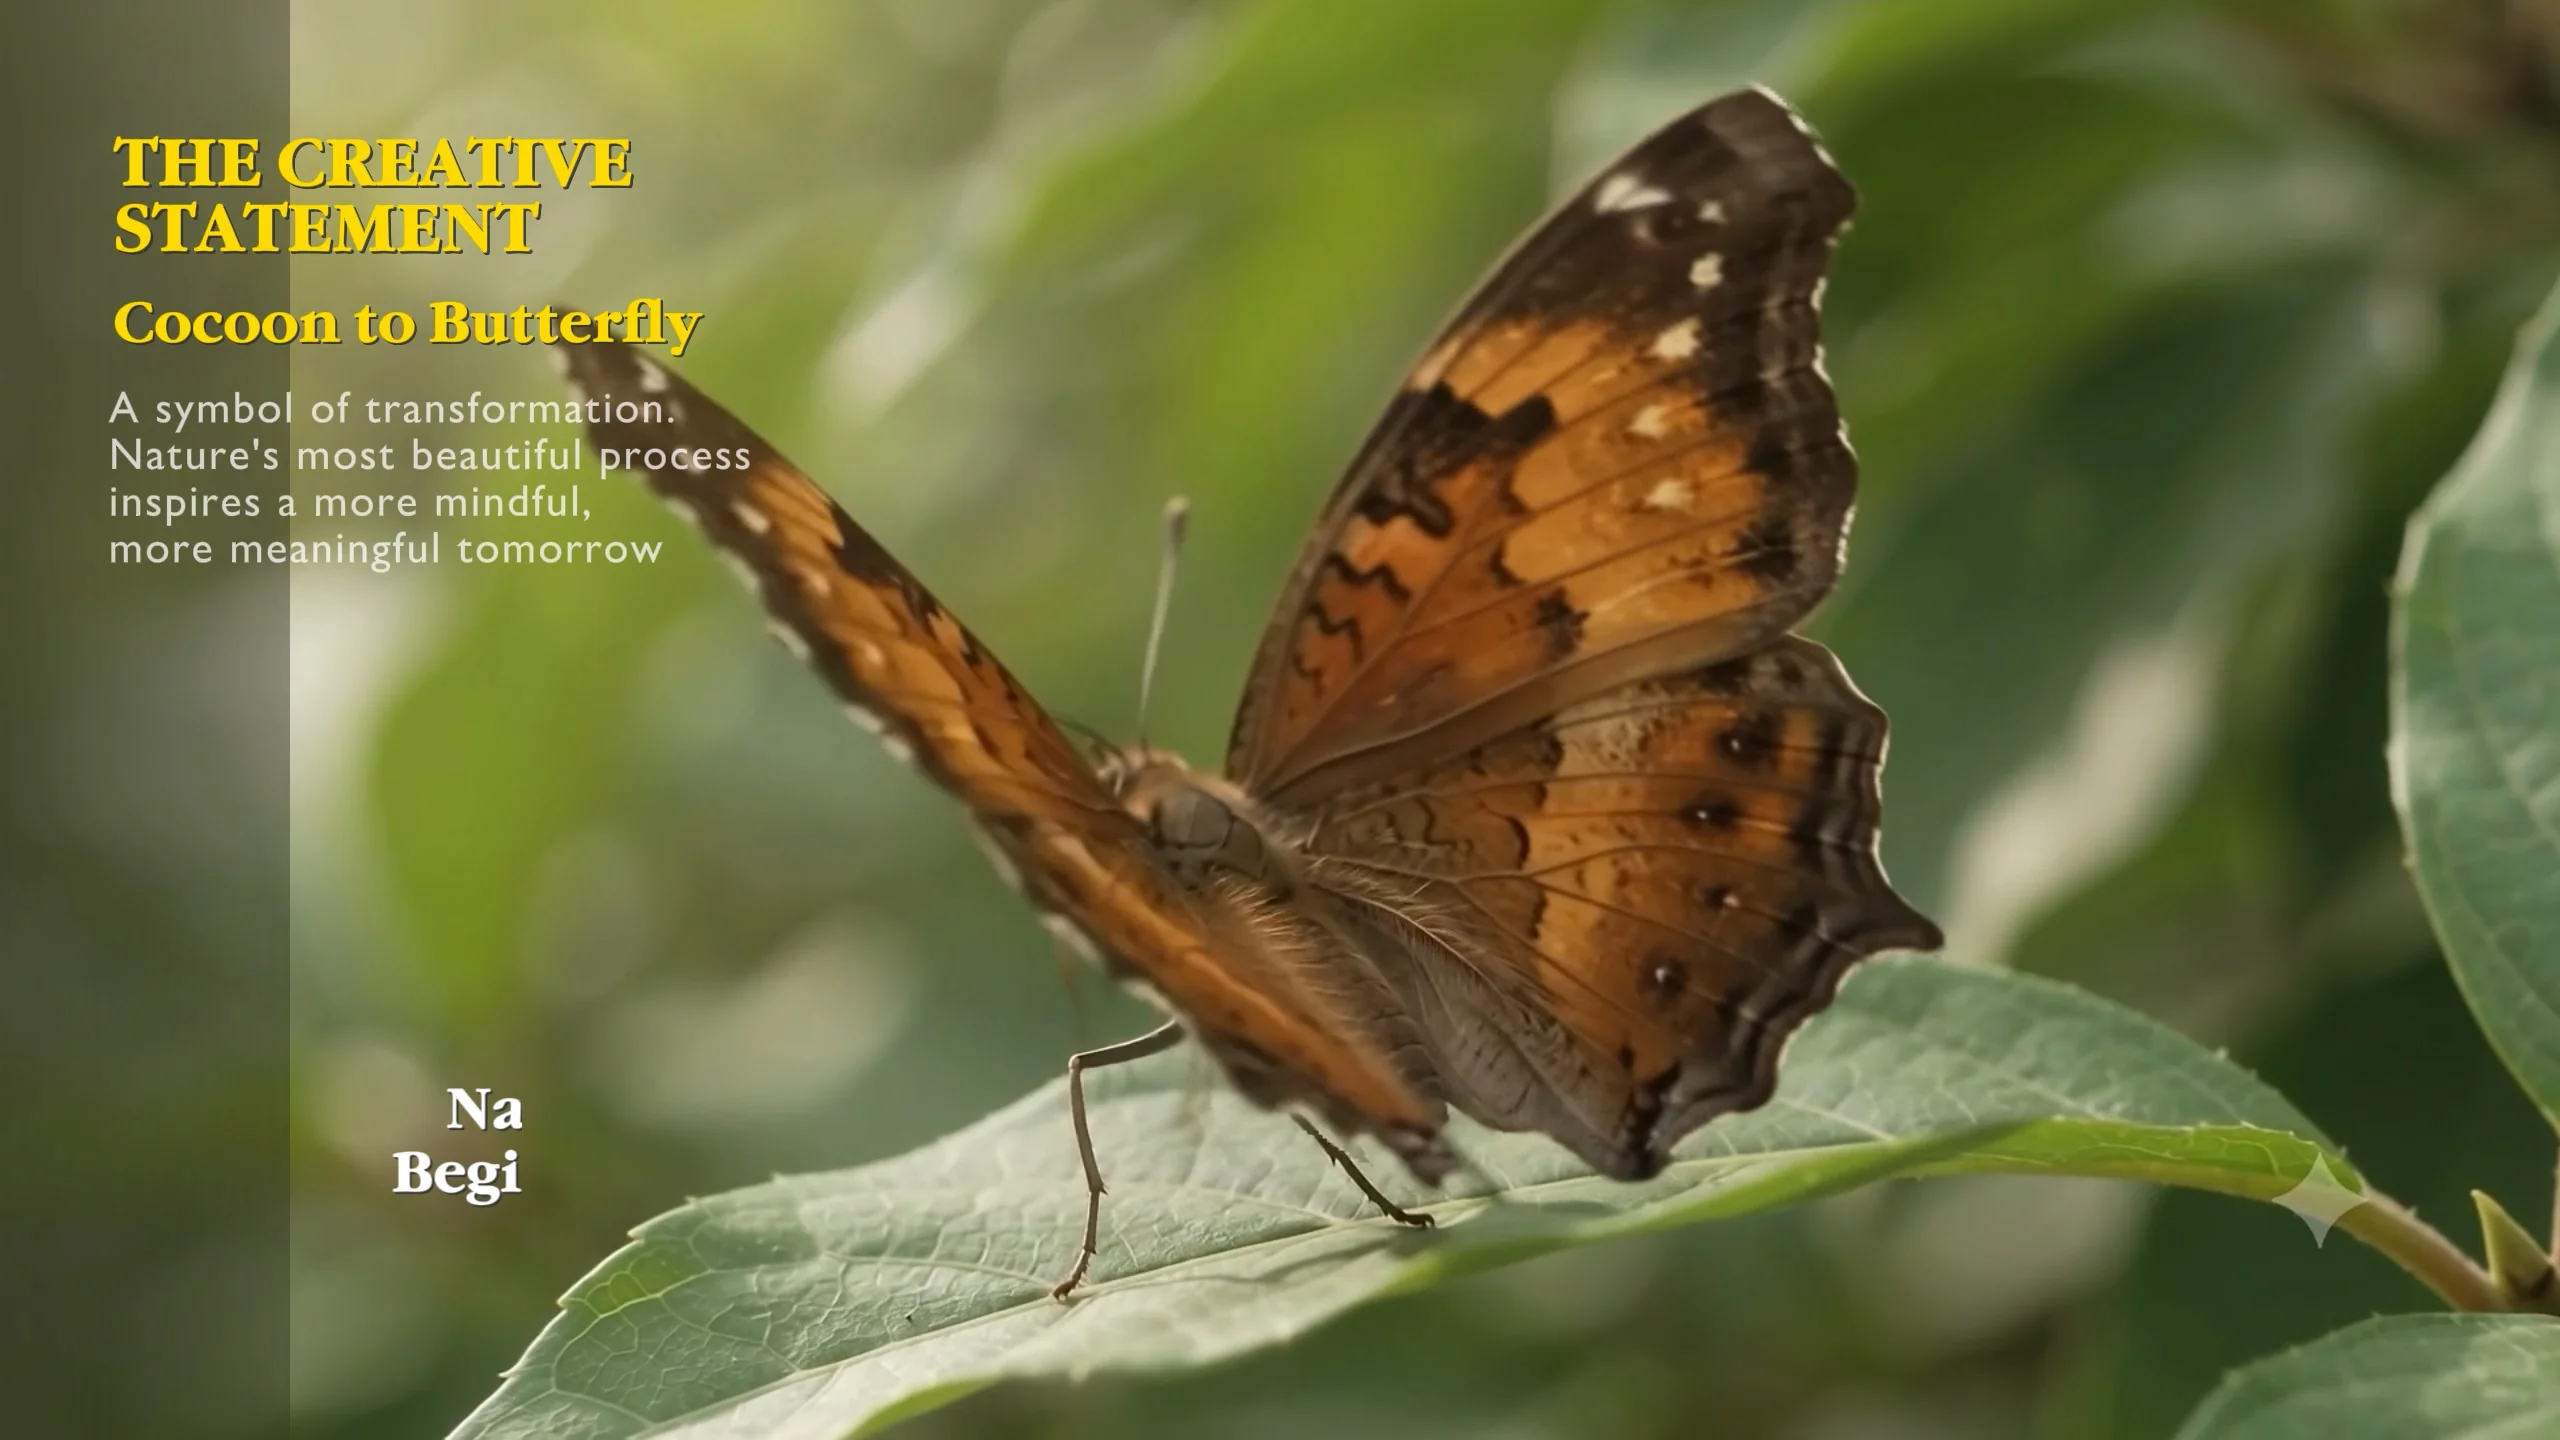 THE CREATIVE
STATEMENT
Cocoon to Butterfly
A symbol of transformation.
Nature's most beautiful process
inspires a more mindful,
more meaningful tomorrow
Na
Begi